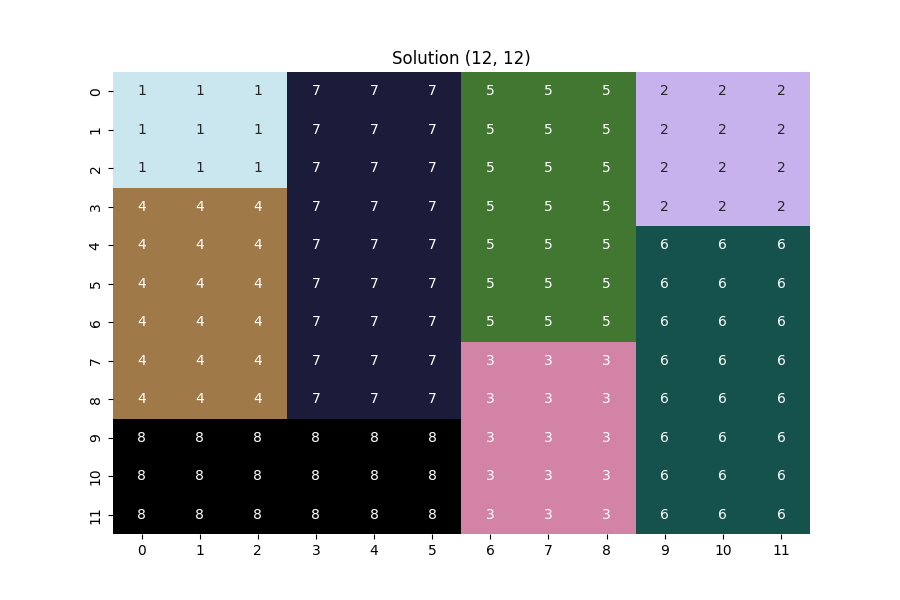 Solution (12, 12)
0 1 1 1 7 7 7 5 5 5 2 2 2
1 1 1 1 7 7 7 5 5 5 2 2 2
2 1 1 1 7 7 7 5 5 5 2 2 2
3 4 4 4 7 7 7 5 5 5 2 2 2
4 4 4 4 7 7 7 5 5 5 6 6 6
5 4 4 4 7 7 7 5 5 5 6 6 6
6 4 4 4 7 7 7 5 5 5 6 6 6
7 4 4 4 7 7 7 3 3 3 6 6 6
8 4 4 4 7 7 7 3 3 3 6 6 6
9 8 8 8 8 8 8 3 3 3 6 6 6
10 8 8 8 8 8 8 3 3 3 6 6 6
11 8 8 8 8 8 8 3 3 3 6 6 6
0 1 2 3 4 5 6 7 8 9 10 11